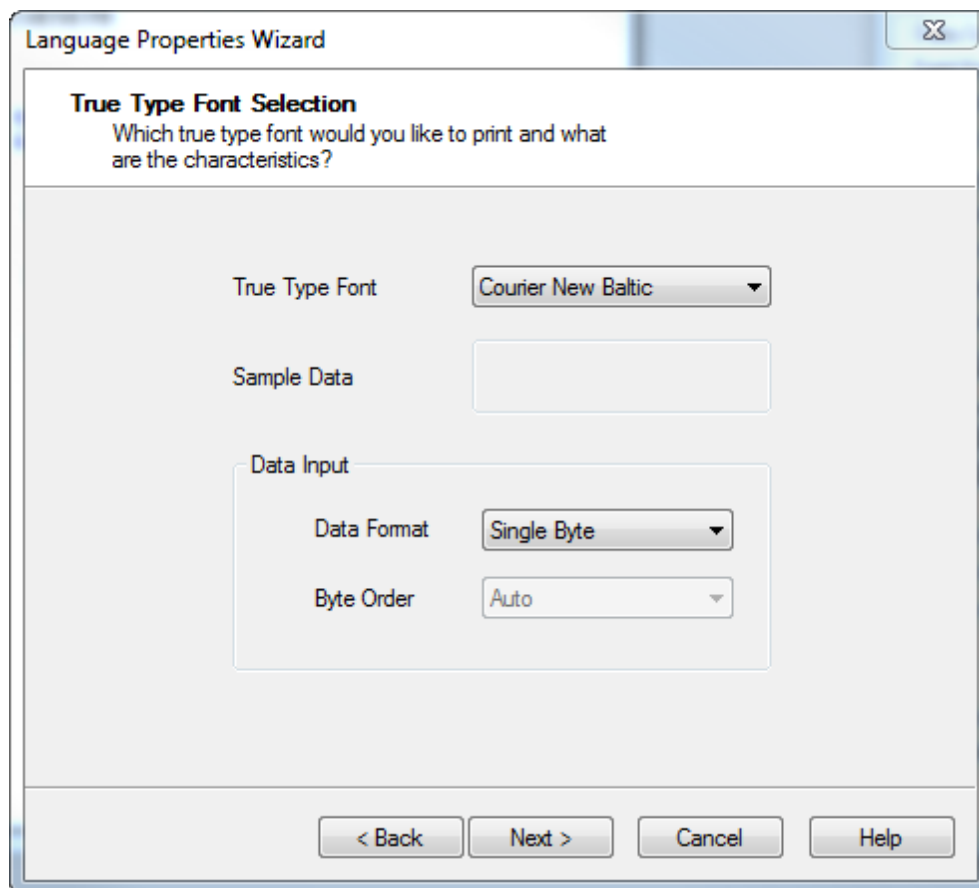 Language Properties Wizard
True Type Font Selection
Which true type font would you like to print and what
are the characteristics?
True Type Font
Courier New Baltic
Sample Data
Data Input
Data Format
Single Byte
Byte Order
Auto
< Back
Next >
Cancel
Help